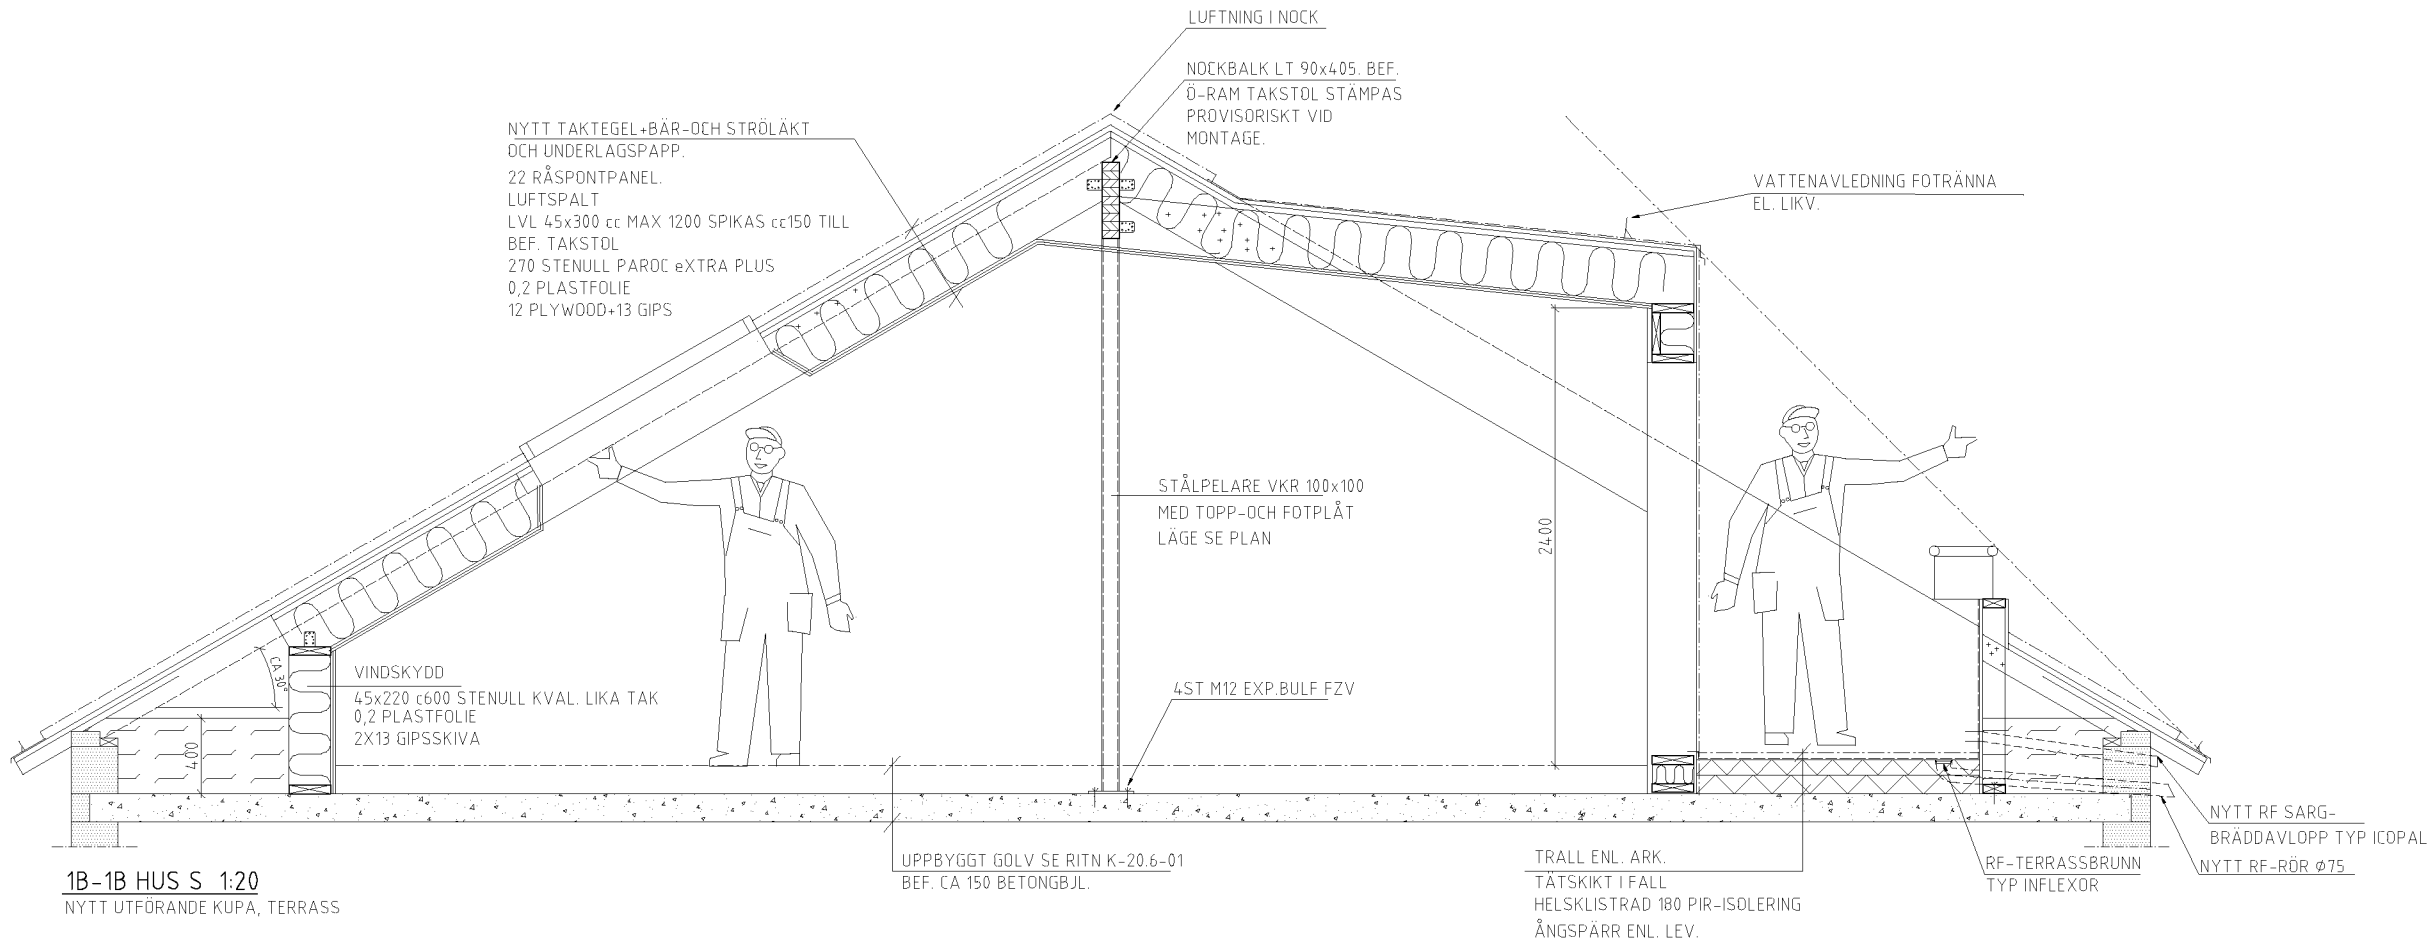 LUFTNING I NOCK
NOCKBALK LT 90x405. BEF.
Ö-RAM TAKSTOL STÄMPAS
PROVISORISKT VID
MONTAGE.
NYTT TAKTEGEL+BÄR-OCH STRÖLÄKT
OCH UNDERLAGSPAPP.
22 RÅSPONTPANEL.
LUFTSPALT
LVL 45x300 cc MAX 1200 SPIKAS cc150 TILL
BEF. TAKSTOL
270 STENULL PAROC eXTRA PLUS
0,2 PLASTFOLIE
12 PLYWOOD+13 GIPS
VATTENAVLEDNING FOTRÄNNA
EL. LIKV.
STÅLPELARE VKR 100x100
MED TOPP-OCH FOTPLÅT
LÄGE SE PLAN
2400
CA 30°
VINDSKYDD
45x220 c600 STENULL KVAL. LIKA TAK
0,2 PLASTFOLIE
2X13 GIPSSKIVA
400
4ST M12 EXP.BULF FZV
UPPBYGGT GOLV SE RITN K-20.6-01
BEF. CA 150 BETONGBJL.
TRALL ENL. ARK.
TÄTSKIKT I FALL
HELSKLISTRAD 180 PIR-ISOLERING
ÅNGSPÄRR ENL. LEV.
NYTT RF SARG-
BRÄDDAVLOPP TYP ICOPAL
RF-TERRASSBRUNN
TYP INFLEXOR
NYTT RF-RÖR Ø75
1B-1B HUS S 1:20
NYTT UTFÖRANDE KUPA, TERRASS